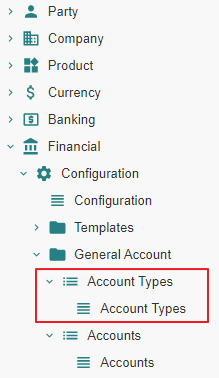 Party
Company
Product
Currency
Banking
Financial
Configuration
Configuration
Templates
General Account
Account Types
Account Types
Accounts
Accounts